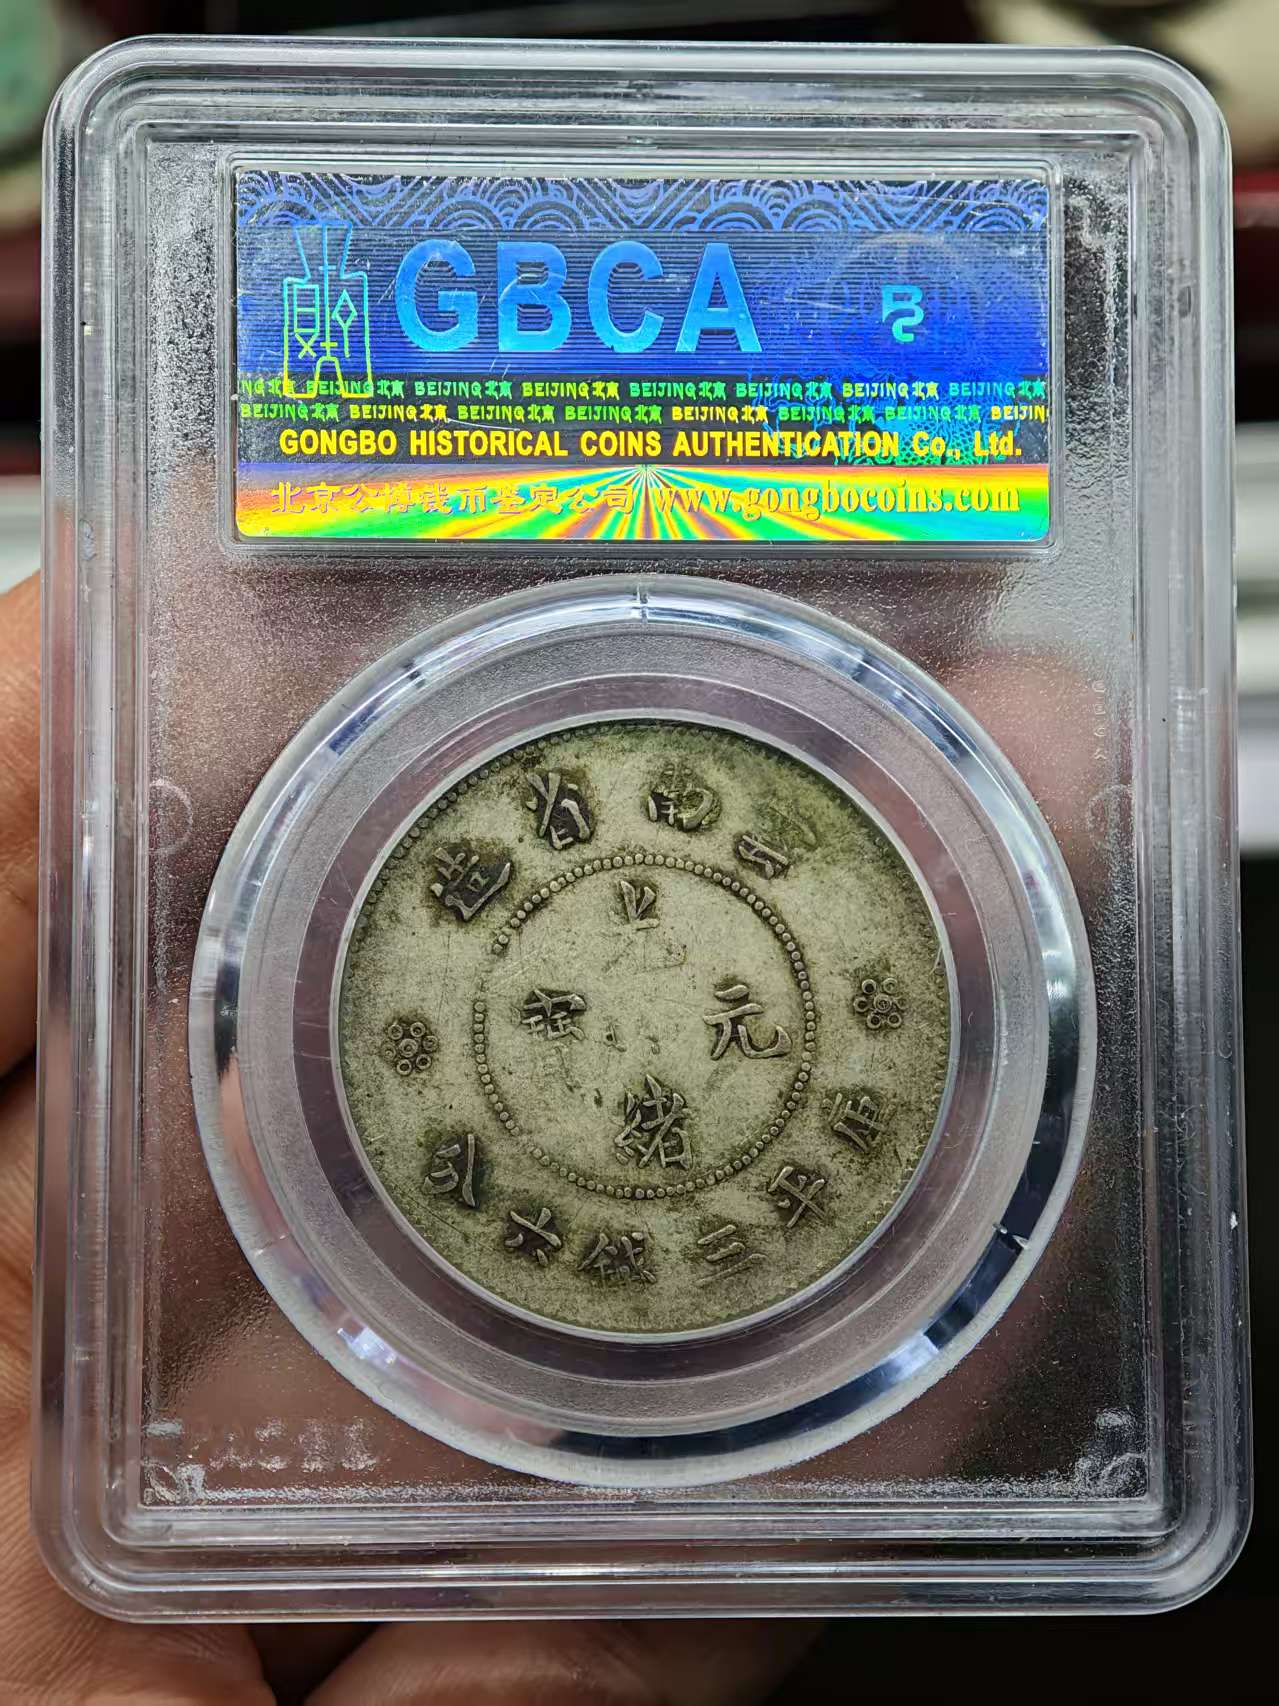 GBCA
BEIJING北京 BEIJING北京 BEIJING北京 BEIJING北京 BEIJING北京 BEIJING北京 BEIJING北京
BEIJING北京 BEIJING北京 BEIJING北京 BEIJING北京 BEIJING北京 BEIJING北京 BEIJING北京 BEIJIN
GONGBO HISTORICAL COINS AUTHENTICATION Co., Ltd.
北京公博钱币鉴定公司 www.gongbocoins.com
雲南省造
光緒元寶
庫平三錢六分